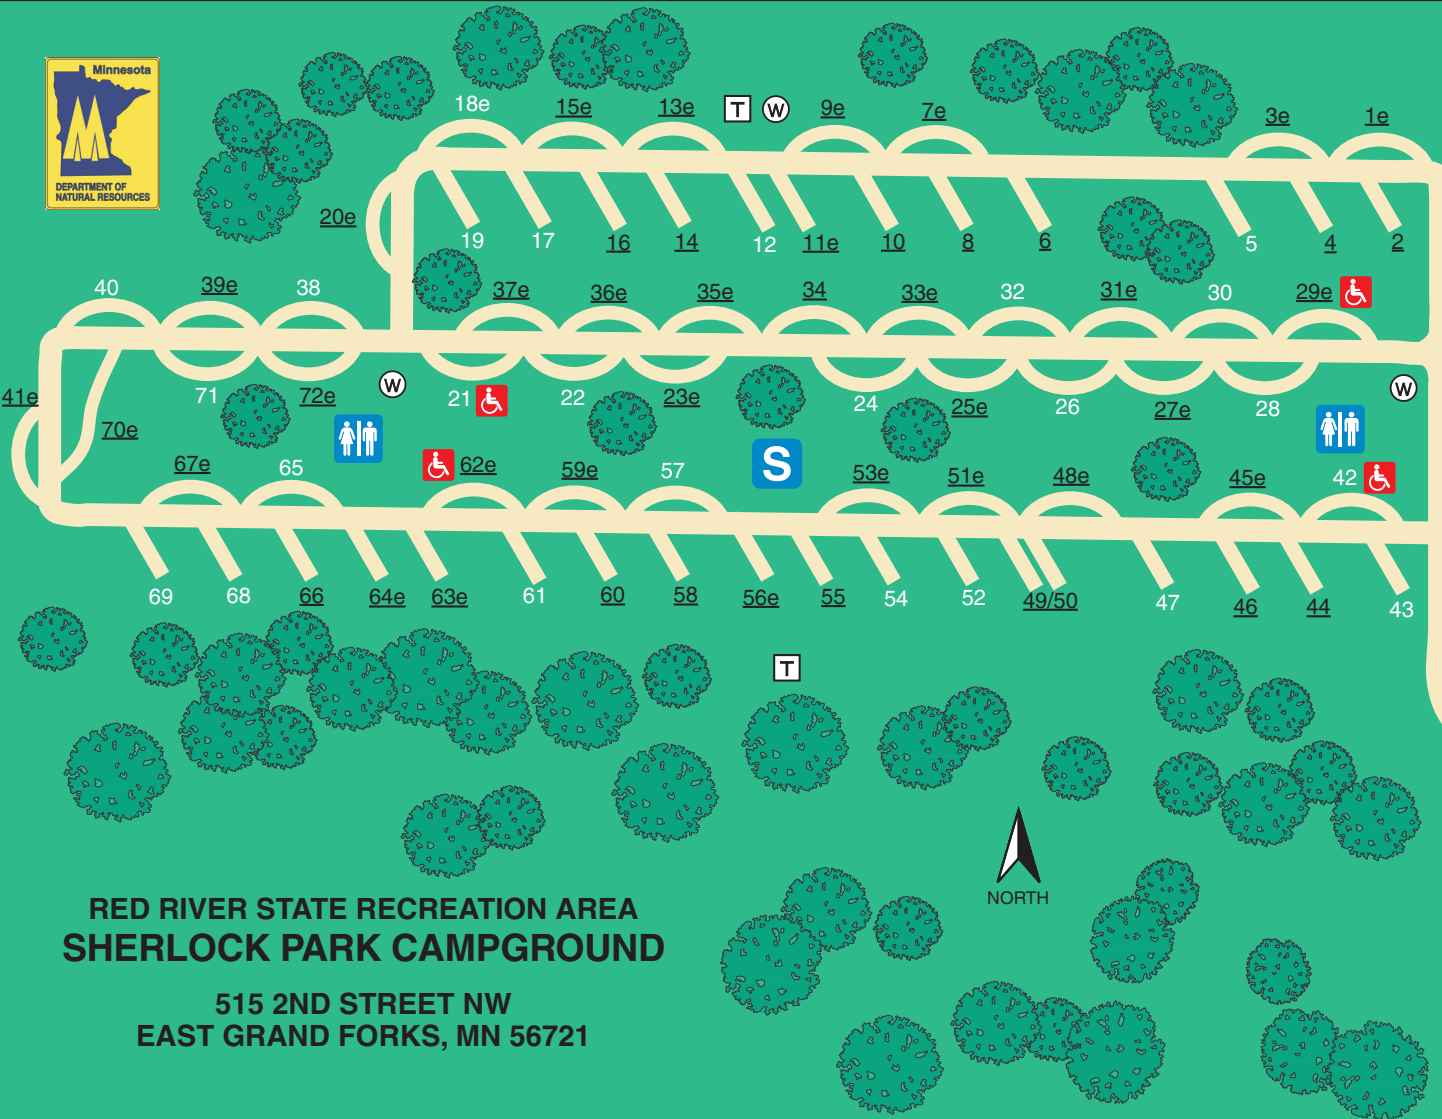 Minnesota
DEPARTMENT OF
NATURAL RESOURCES
18e 15e 13e T W 9e 7e 3e 1e
20e
19 17 16 14 12 11e 10 8 6 5 4 2
40 39e 38 37e 36e 35e 34 33e 32 31e 30 29e
41e 71 72e W 21 22 23e 24 25e 26 27e 28 W
70e
67e 65 62e 59e 57 S 53e 51e 48e 45e 42
69 68 66 64e 63e 61 60 58 56e 55 54 52 49/50 47 46 44 43
T
NORTH
RED RIVER STATE RECREATION AREA
SHERLOCK PARK CAMPGROUND
515 2ND STREET NW
EAST GRAND FORKS, MN 56721